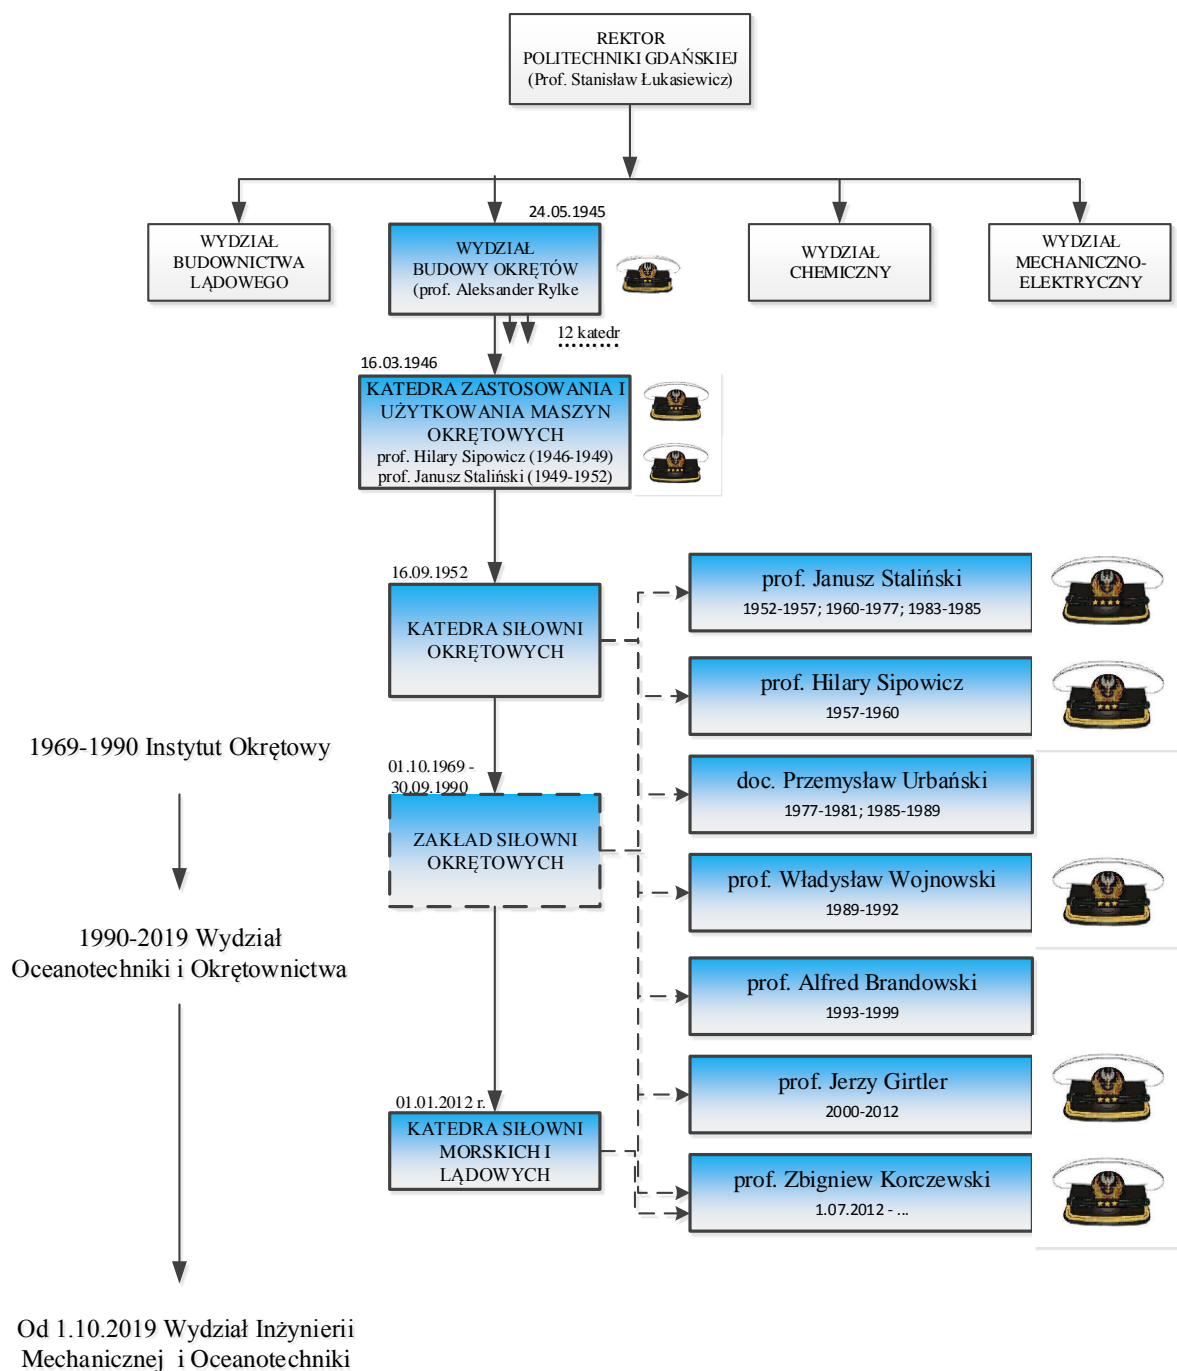 REKTOR
POLITECHNIKI GDAŃSKIEJ
(Prof. Stanisław Łukasiewicz)
24.05.1945
WYDZIAŁ
BUDOWNICTWA
LĄDOWEGO
WYDZIAŁ
BUDOWY OKRĘTÓW
(prof. Aleksander Rylke
WYDZIAŁ
CHEMICZNY
WYDZIAŁ
MECHANICZNO-
ELEKTRYCZNY
12 katedr
16.03.1946
KATEDRA ZASTOSOWANIA I
UŻYTKOWANIA MASZYN
OKRĘTOWYCH
prof. Hilary Sipowicz (1946-1949)
prof. Janusz Staliński (1949-1952)
16.09.1952
KATEDRA SIŁOWNI
OKRĘTOWYCH
prof. Janusz Staliński
1952-1957; 1960-1977; 1983-1985
prof. Hilary Sipowicz
1957-1960
1969-1990 Instytut Okrętowy
01.10.1969 -
30.09.1990
ZAKŁAD SIŁOWNI
OKRĘTOWYCH
doc. Przemysław Urbański
1977-1981; 1985-1989
prof. Władysław Wojnowski
1989-1992
1990-2019 Wydział
Oceanotechniki i Okrętownictwa
prof. Alfred Brandowski
1993-1999
prof. Jerzy Girtler
2000-2012
01.01.2012 r.
KATEDRA SIŁOWNI
MORSKICH I
LĄDOWYCH
prof. Zbigniew Korczewski
1.07.2012 - ...
Od 1.10.2019 Wydział Inżynierii
Mechanicznej i Oceanotechniki